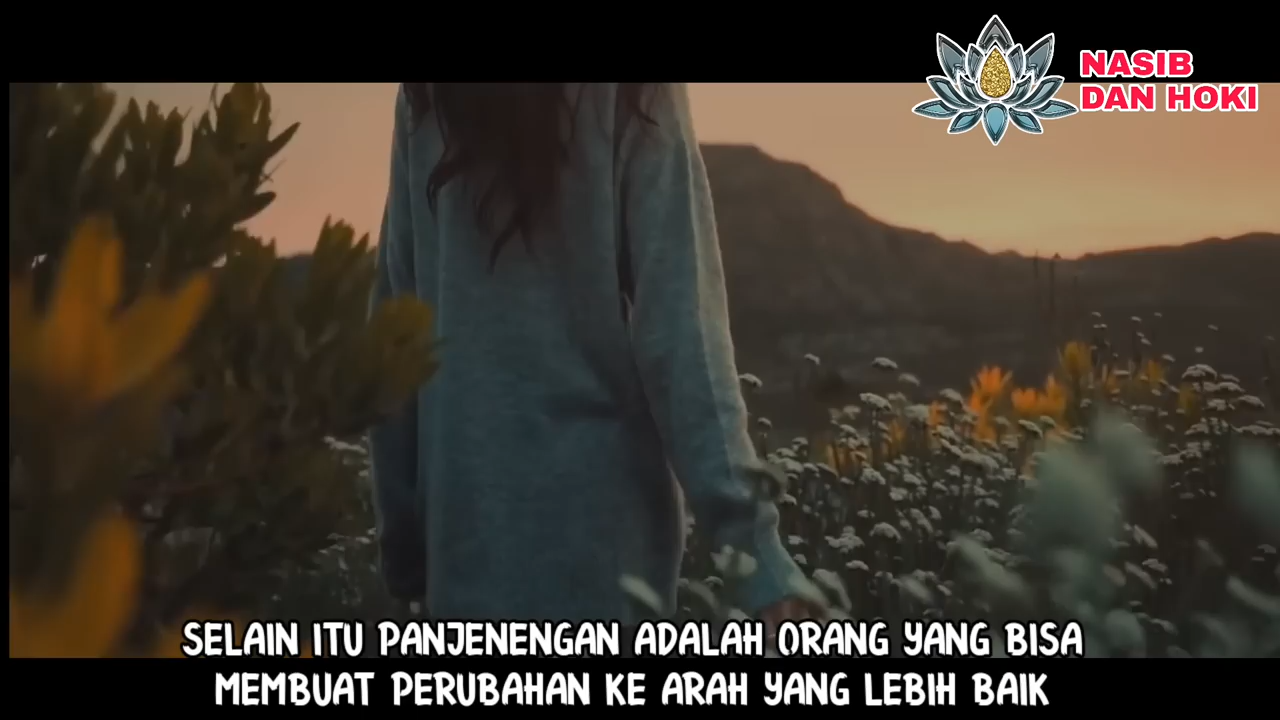 NASIB
DAN HOKI
SELAIN ITU PANJENENGAN ADALAH ORANG YANG BISA
MEMBUAT PERUBAHAN KE ARAH YANG LEBIH BAIK